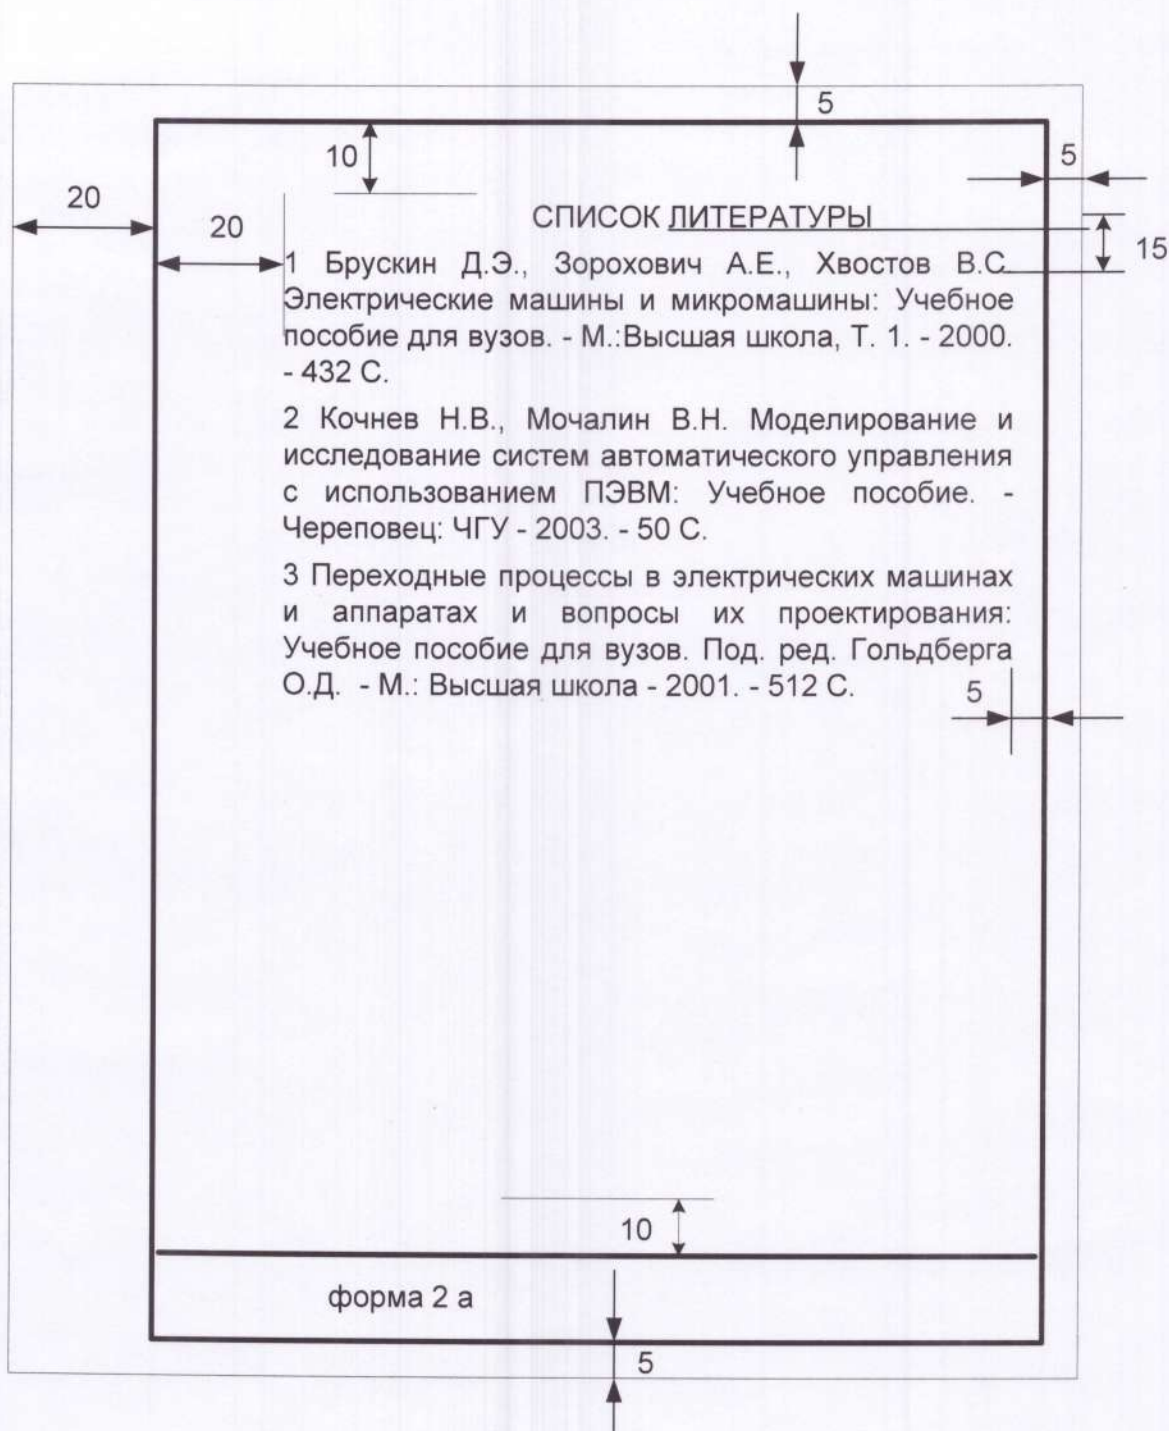 5
10
5
20
20
СПИСОК ЛИТЕРАТУРЫ
15
1 Брускин Д.Э., Зорохович А.Е., Хвостов В.С.
Электрические машины и микромашины: Учебное
пособие для вузов. - М.:Высшая школа, Т. 1. - 2000.
- 432 С.
2 Кочнев Н.В., Мочалин В.Н. Моделирование и
исследование систем автоматического управления
с использованием ПЭВМ: Учебное пособие. -
Череповец: ЧГУ - 2003. - 50 С.
3 Переходные процессы в электрических машинах
и аппаратах и вопросы их проектирования:
Учебное пособие для вузов. Под. ред. Гольдберга
О.Д. - М.: Высшая школа - 2001. - 512 С.
5
10
форма 2 а
5